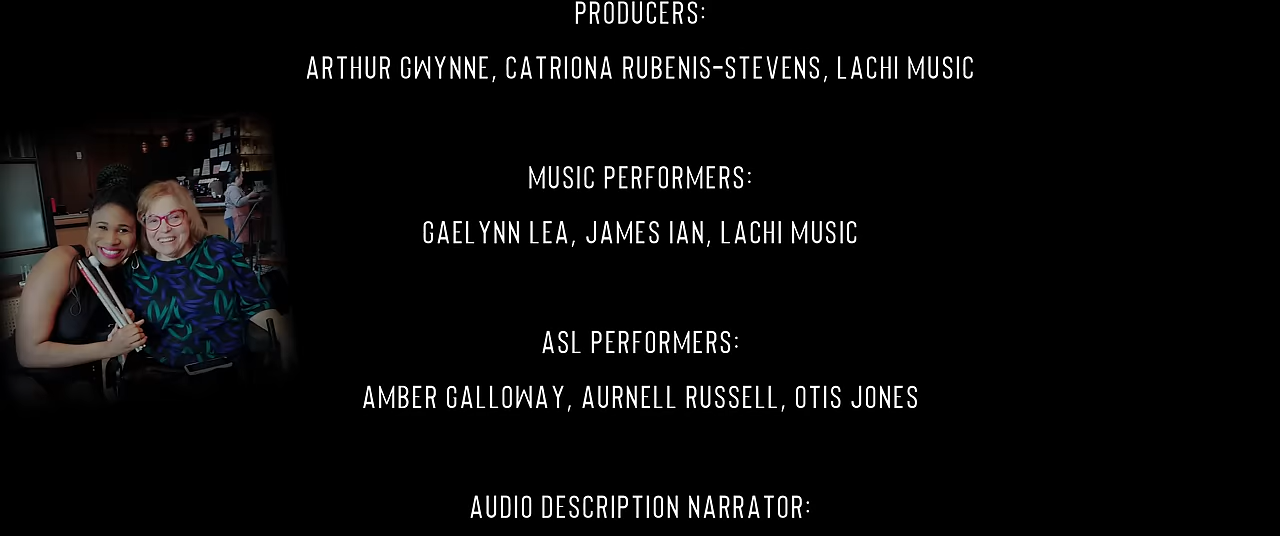 PRODUCERS:
ARTHUR GWYNNE, CATRIONA RUBENIS-STEVENS, LACHI MUSIC
MUSIC PERFORMERS:
GAELYNN LEA, JAMES IAN, LACHI MUSIC
ASL PERFORMERS:
AMBER GALLOWAY, AURNELL RUSSELL, OTIS JONES
AUDIO DESCRIPTION NARRATOR: